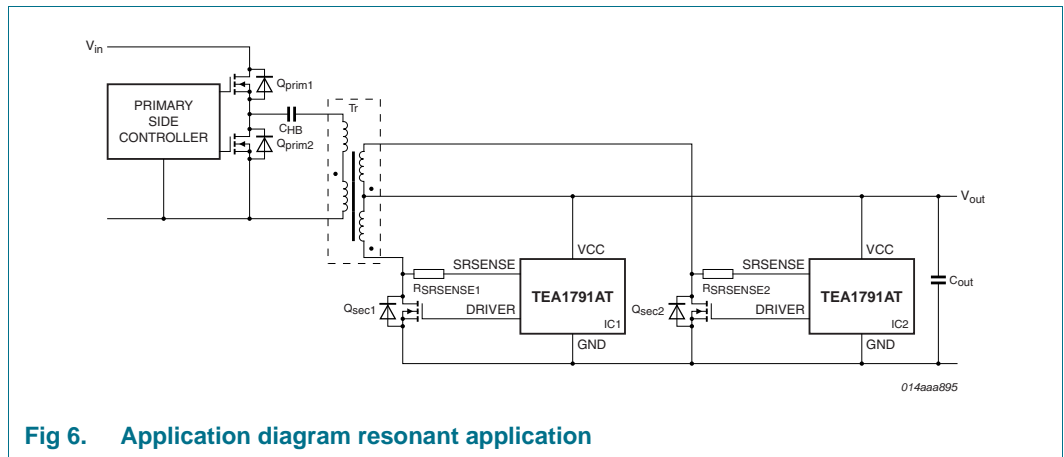 Vin
Qprim1
PRIMARY
SIDE
CONTROLLER
CHB
Qprim2
Tr
Vout
VCC
SRSENSE
RSRSENSE1
TEA1791AT
Qsec1
DRIVER
IC1
GND
VCC
SRSENSE
RSRSENSE2
TEA1791AT
Qsec2
DRIVER
IC2
GND
Cout
014aaa895
Fig 6. Application diagram resonant application